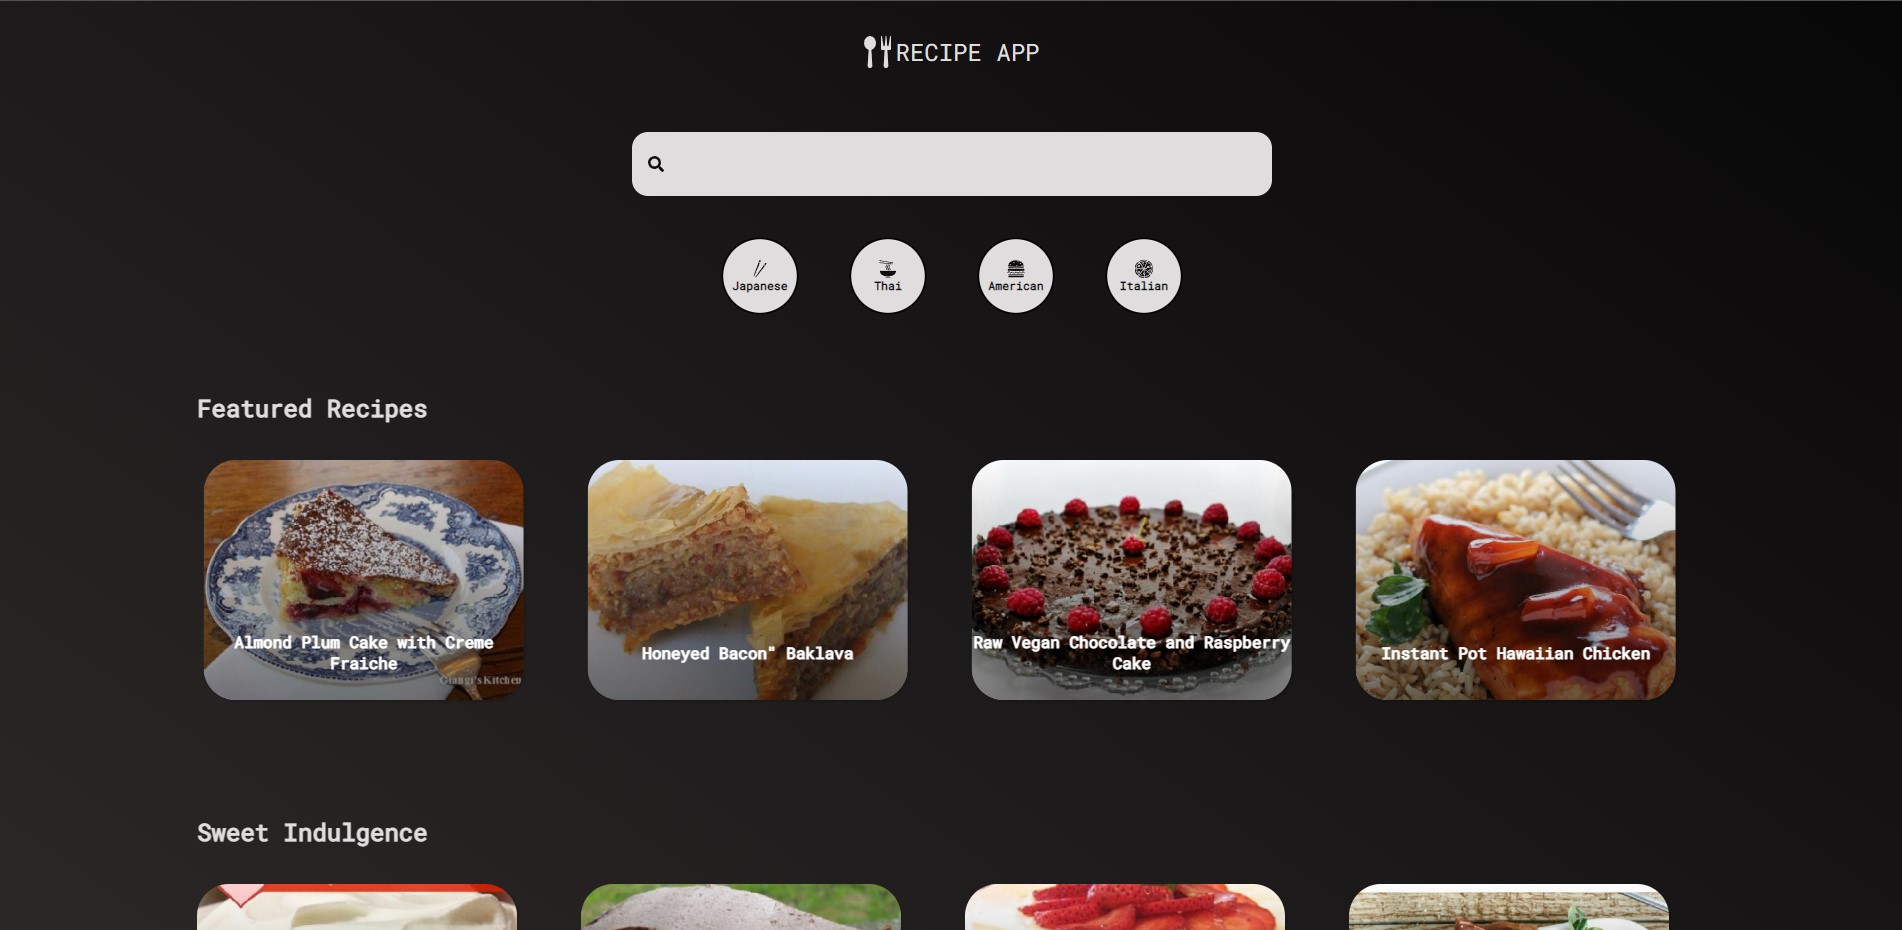 RECIPE APP
Japanese
Thai
American
Italian
Featured Recipes
Almond Plum Cake with Creme
Fraiche
Giangi's Kitchen
Honeyed Bacon" Baklava
Raw Vegan Chocolate and Raspberry
Cake
Instant Pot Hawaiian Chicken
Sweet Indulgence